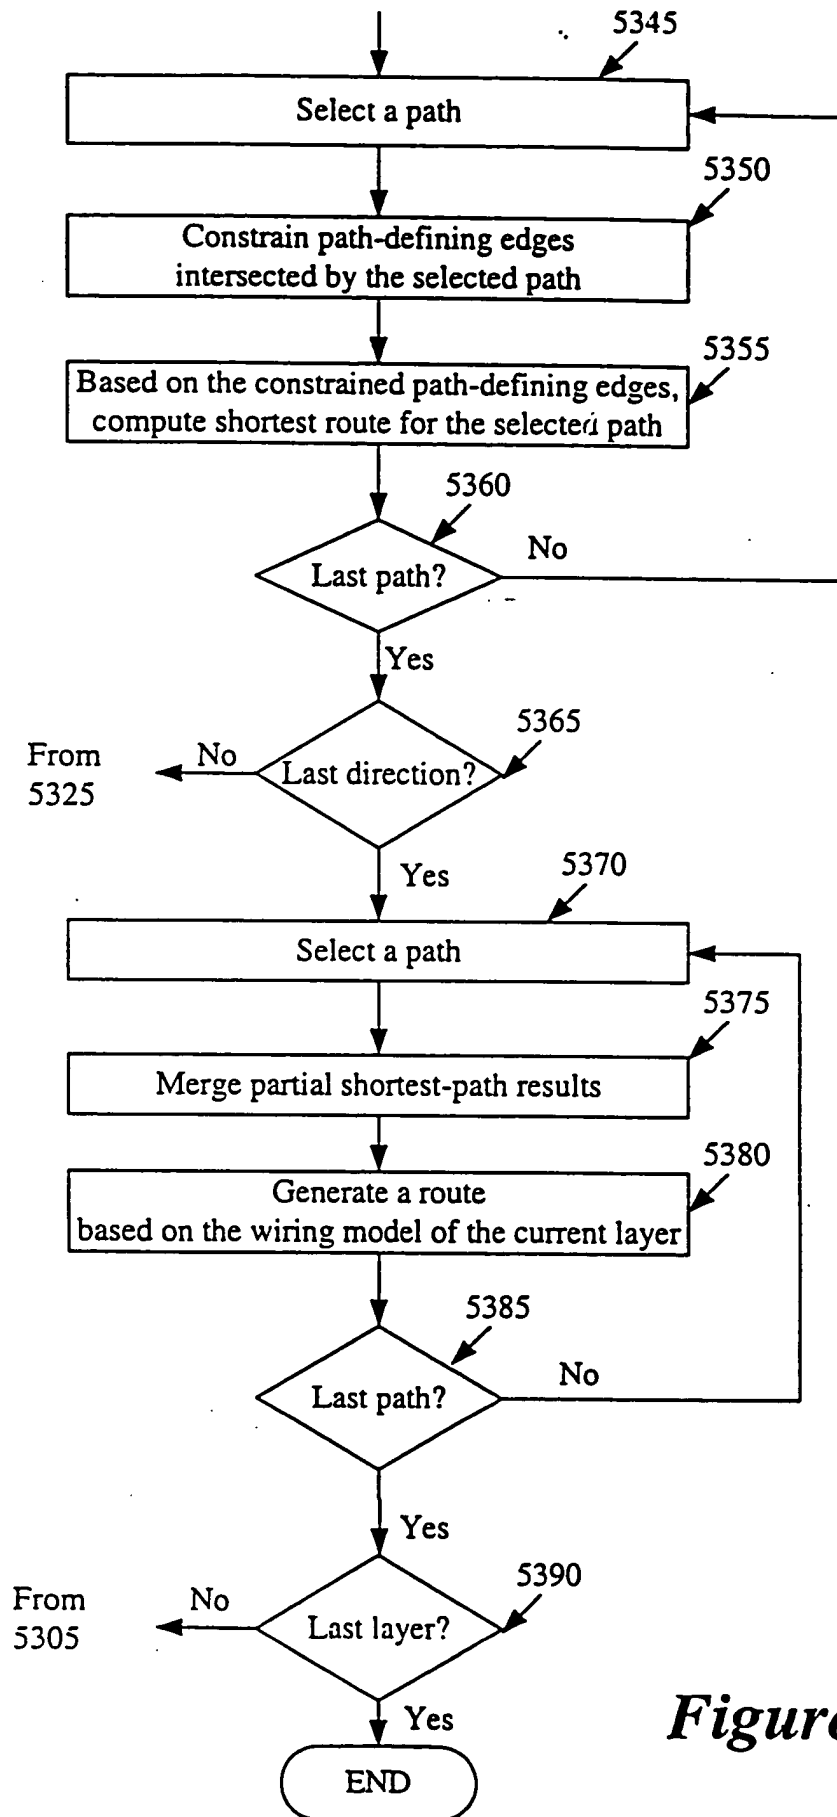 5345
Select a path
5350
Constrain path-defining edges
intersected by the selected path
5355
Based on the constrained path-defining edges,
compute shortest route for the selected path
5360
Last path?
No
Yes
5365
Last direction?
No
From
5325
Yes
5370
Select a path
5375
Merge partial shortest-path results
5380
Generate a route
based on the wiring model of the current layer
5385
Last path?
No
Yes
5390
Last layer?
No
From
5305
Yes
END
Figure